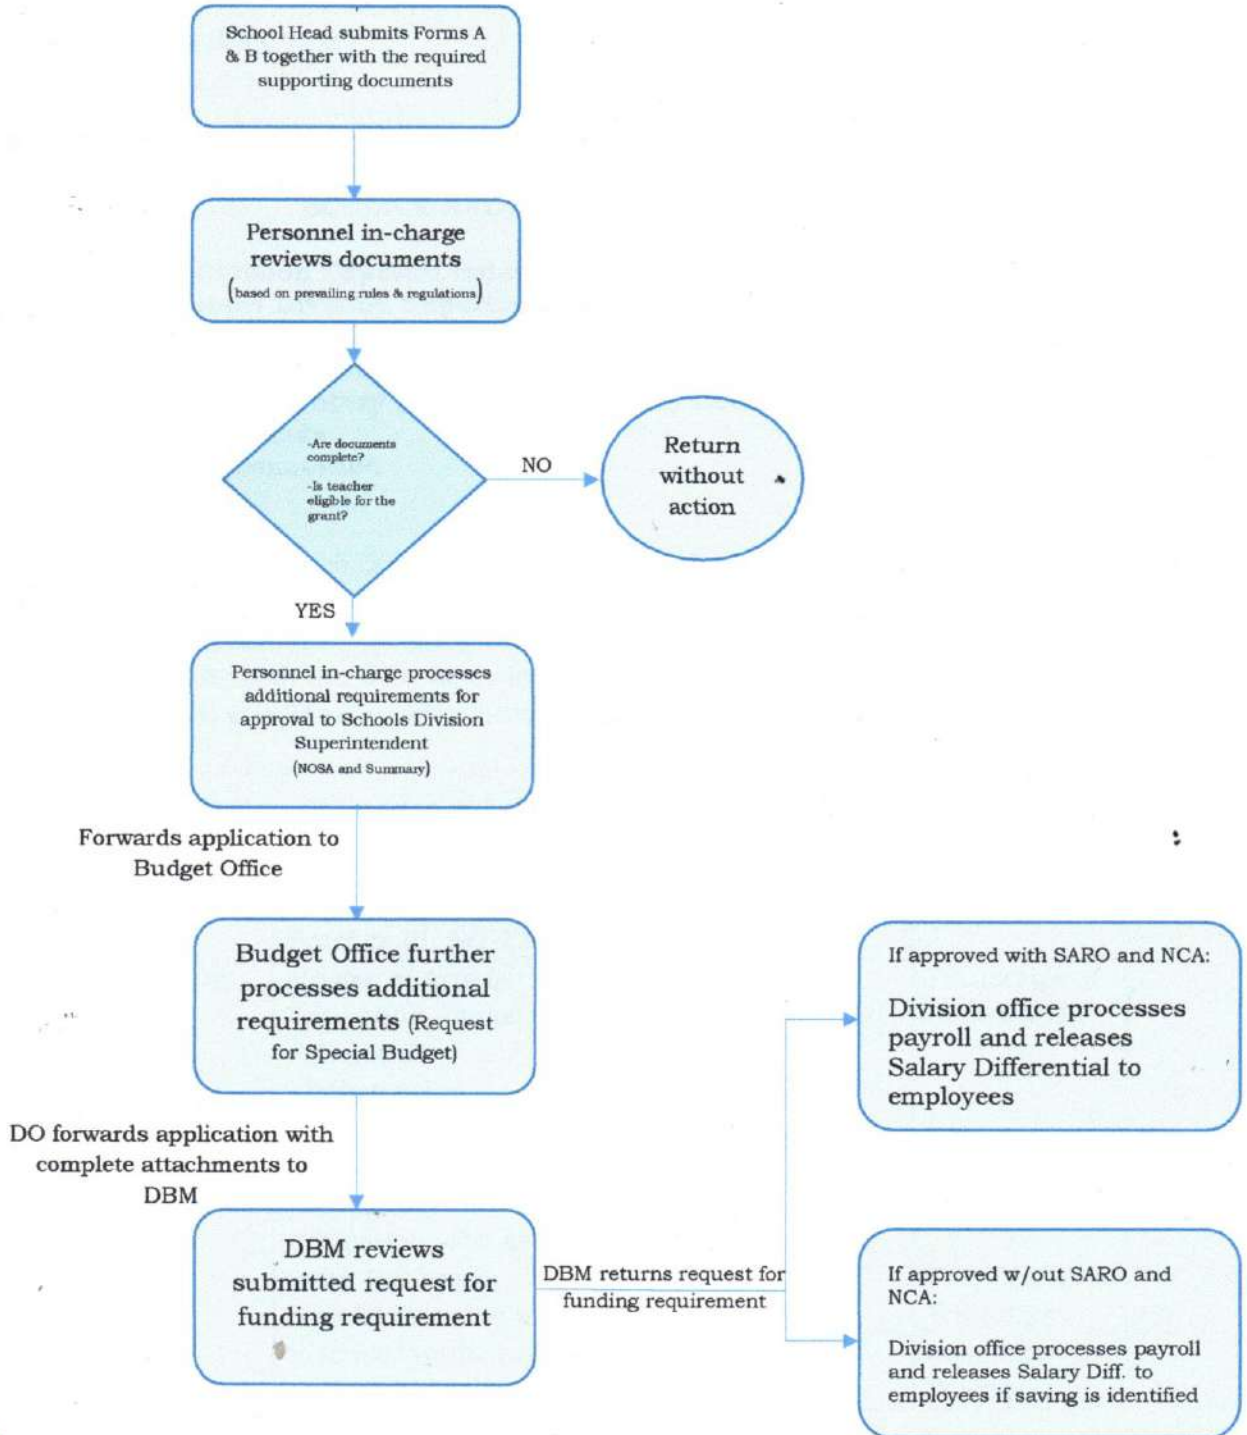 School Head submits Forms A
& B together with the required
supporting documents
Personnel in-charge
reviews documents
(based on prevailing rules & regulations)
-Are documents
complete?
-Is teacher
eligible for the
grant?
NO
Return
without
action
YES
Personnel in-charge processes
additional requirements for
approval to Schools Division
Superintendent
(NOSA and Summary)
Forwards application to
Budget Office
Budget Office further
processes additional
requirements (Request
for Special Budget)
DO forwards application with
complete attachments to
DBM
DBM reviews
submitted request for
funding requirement
DBM returns request for
funding requirement
If approved with SARO and NCA:
Division office processes
payroll and releases
Salary Differential to
employees
If approved w/out SARO and
NCA:
Division office processes payroll
and releases Salary Diff. to
employees if saving is identified